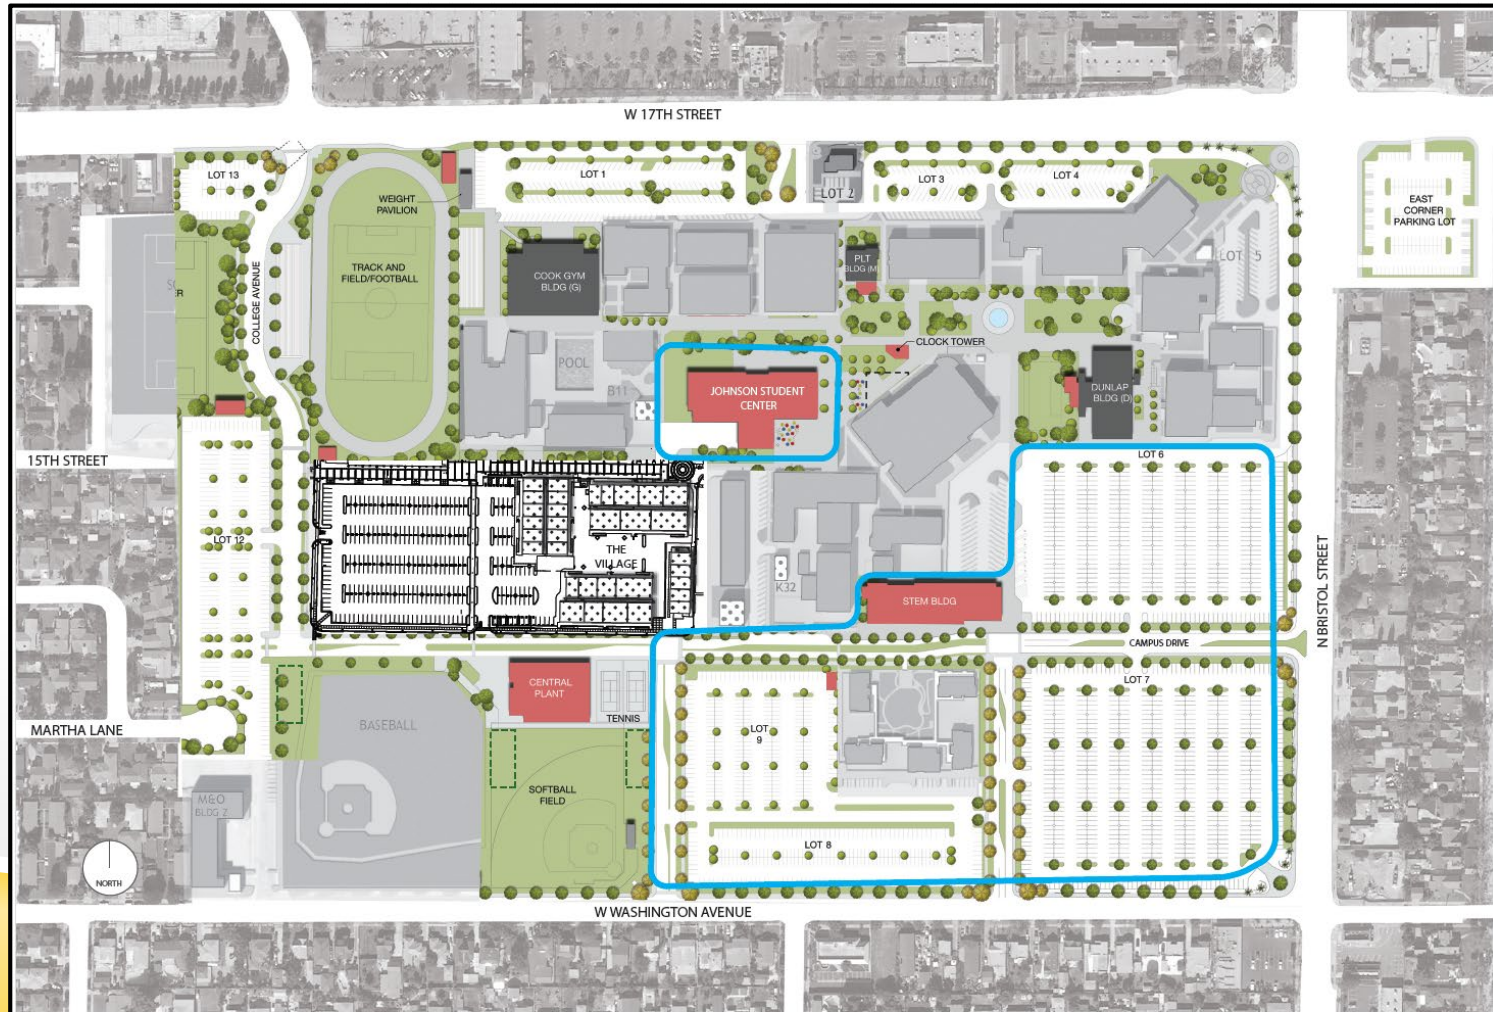 W 17TH STREET
LOT 13
LOT 1
LOT 2
LOT 3
LOT 4
EAST
CORNER
PARKING LOT
WEIGHT
PAVILION
COLLEGE AVENUE
TRACK AND
FIELD/FOOTBALL
COOK GYM
BLDG (G)
PLT
BLDG (M)
LOT 5
ER
POOL
B11
CLOCK TOWER
JOHNSON STUDENT
CENTER
DUNLAP
BLDG (D)
15TH STREET
LOT 6
LOT 12
THE
VILLAGE
K32
STEM BLDG
N BRISTOL STREET
CAMPUS DRIVE
CENTRAL
PLANT
TENNIS
LOT 7
MARTHA LANE
BASEBALL
LOT
9
SOFTBALL
FIELD
M&O
BLDG Z
LOT 8
NORTH
W WASHINGTON AVENUE